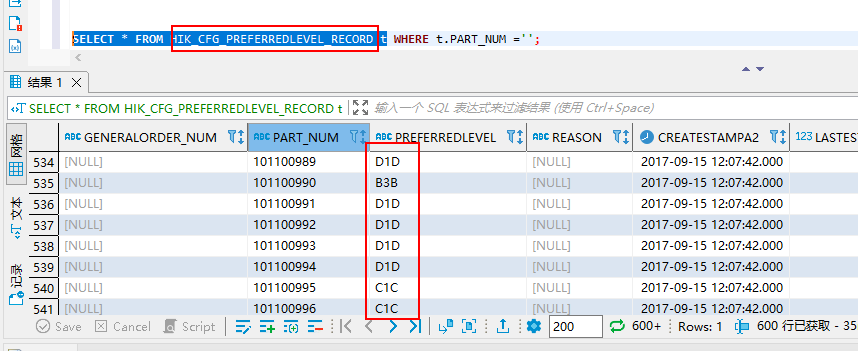 SELECT * FROM HIK_CFG_PREFERREDLEVEL_RECORD t WHERE t.PART_NUM ='';
结果 1
SELECT * FROM HIK_CFG_PREFERREDLEVEL_RECORD t 输入一个 SQL 表达式来过滤结果 (使用 Ctrl+Space)
网格 文本 记录
ABC GENERALORDER_NUM ABC PART_NUM ABC PREFERREDLEVEL ABC REASON CREATESTAMPA2 123 LASTES
534 [NULL] 101100989 D1D [NULL] 2017-09-15 12:07:42.000
535 [NULL] 101100990 B3B [NULL] 2017-09-15 12:07:42.000
536 [NULL] 101100991 D1D [NULL] 2017-09-15 12:07:42.000
537 [NULL] 101100992 D1D [NULL] 2017-09-15 12:07:42.000
538 [NULL] 101100993 D1D [NULL] 2017-09-15 12:07:42.000
539 [NULL] 101100994 D1D [NULL] 2017-09-15 12:07:42.000
540 [NULL] 101100995 C1C [NULL] 2017-09-15 12:07:42.000
541 [NULL] 101100996 C1C [NULL] 2017-09-15 12:07:42.000
Save Cancel Script 200 600+ Rows: 1 600 行已获取 - 35